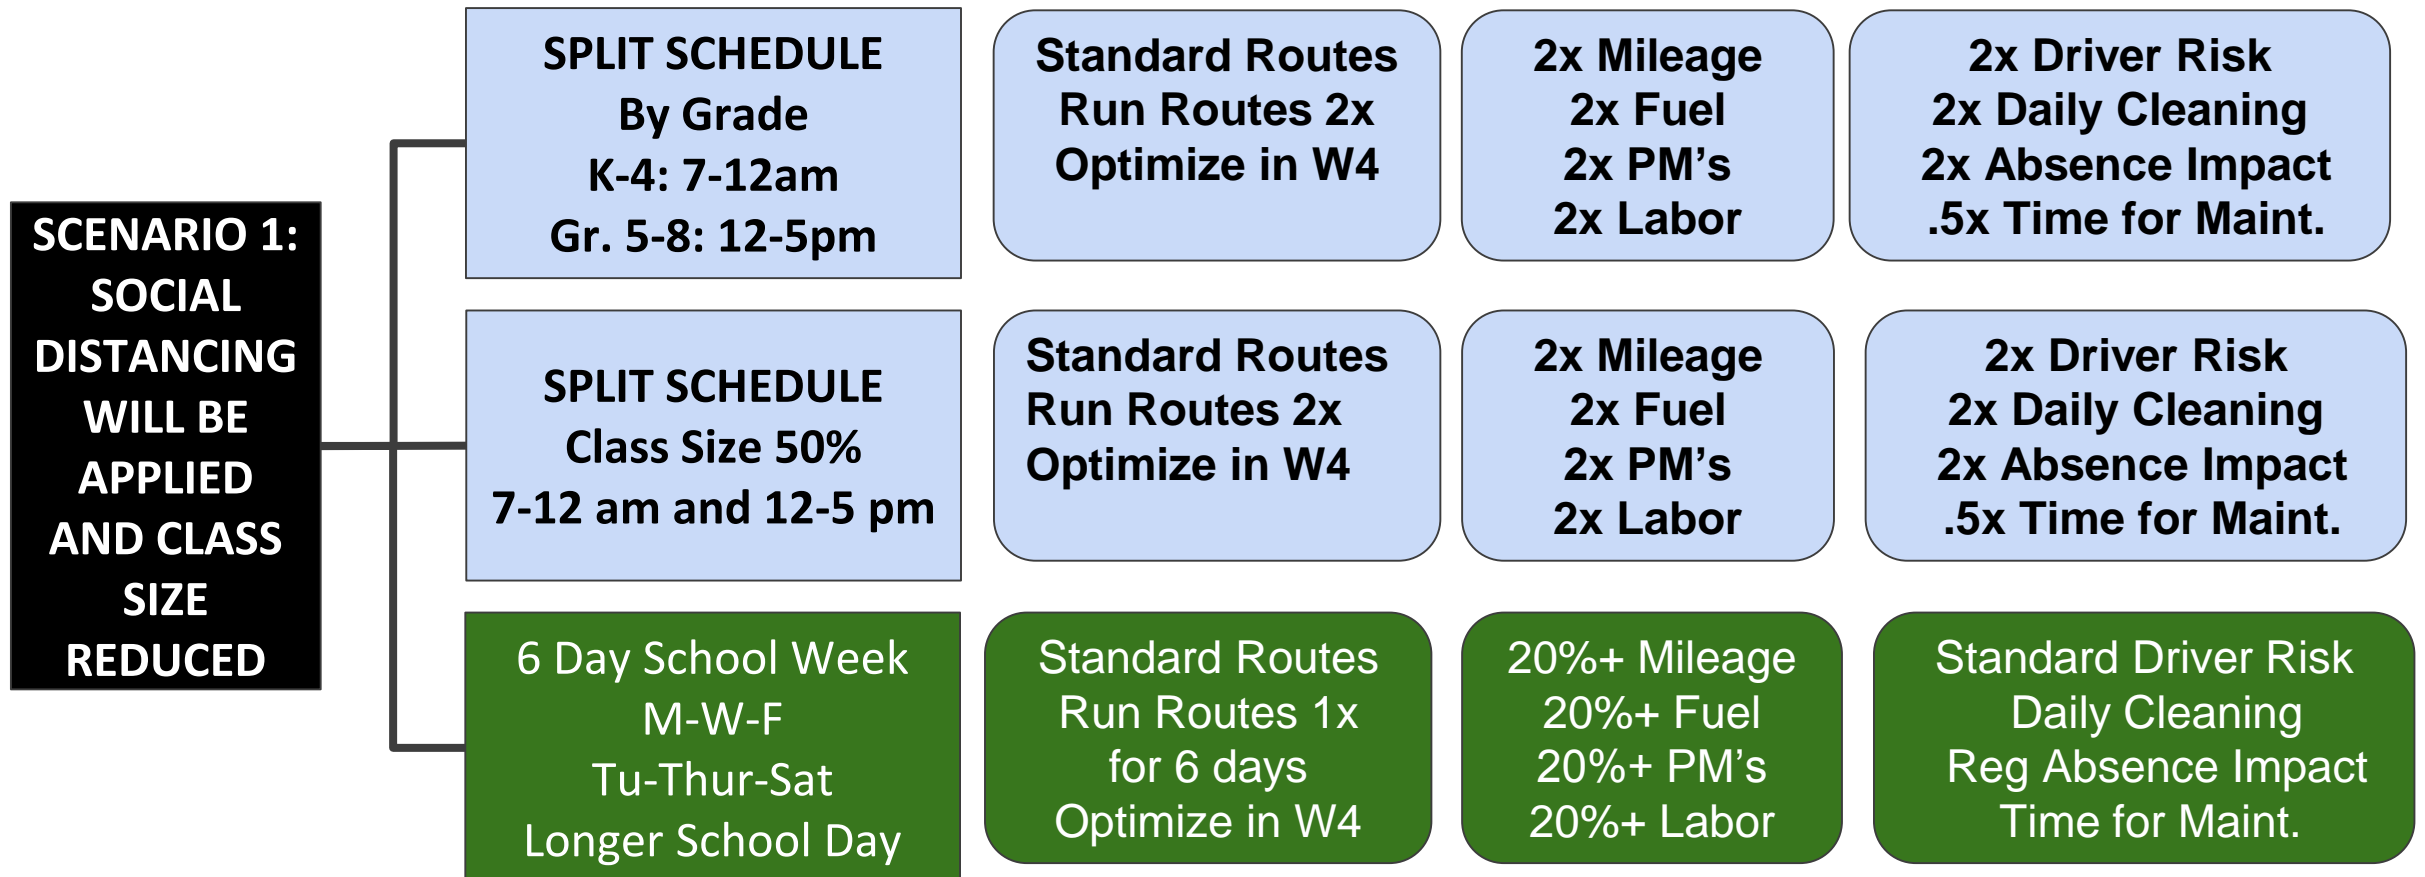 SCENARIO 1:
SOCIAL
DISTANCING
WILL BE
APPLIED
AND CLASS
SIZE
REDUCED
SPLIT SCHEDULE
By Grade
K-4: 7-12am
Gr. 5-8: 12-5pm
Standard Routes
Run Routes 2x
Optimize in W4
2x Mileage
2x Fuel
2x PM’s
2x Labor
2x Driver Risk
2x Daily Cleaning
2x Absence Impact
.5x Time for Maint.
SPLIT SCHEDULE
Class Size 50%
7-12 am and 12-5 pm
Standard Routes
Run Routes 2x
Optimize in W4
2x Mileage
2x Fuel
2x PM’s
2x Labor
2x Driver Risk
2x Daily Cleaning
2x Absence Impact
.5x Time for Maint.
6 Day School Week
M-W-F
Tu-Thur-Sat
Longer School Day
Standard Routes
Run Routes 1x
for 6 days
Optimize in W4
20%+ Mileage
20%+ Fuel
20%+ PM’s
20%+ Labor
Standard Driver Risk
Daily Cleaning
Reg Absence Impact
Time for Maint.